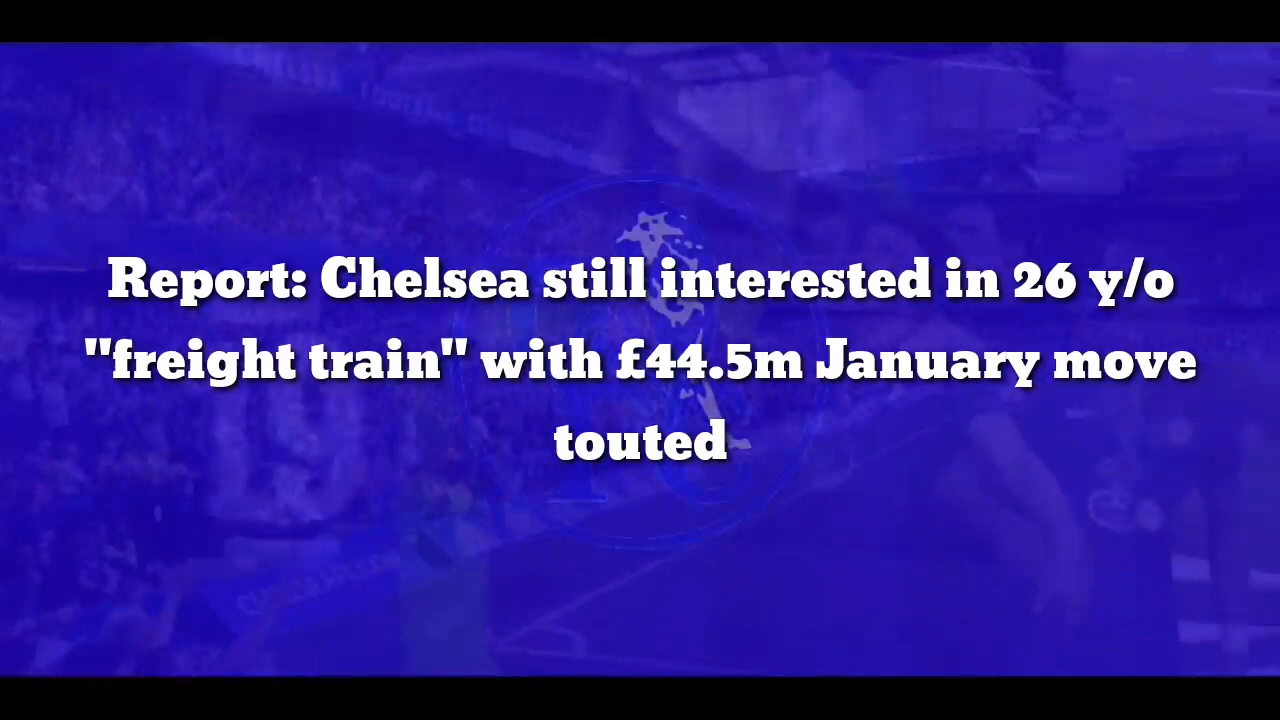 Report: Chelsea still interested in 26 y/o
"freight train" with £44.5m January move
touted